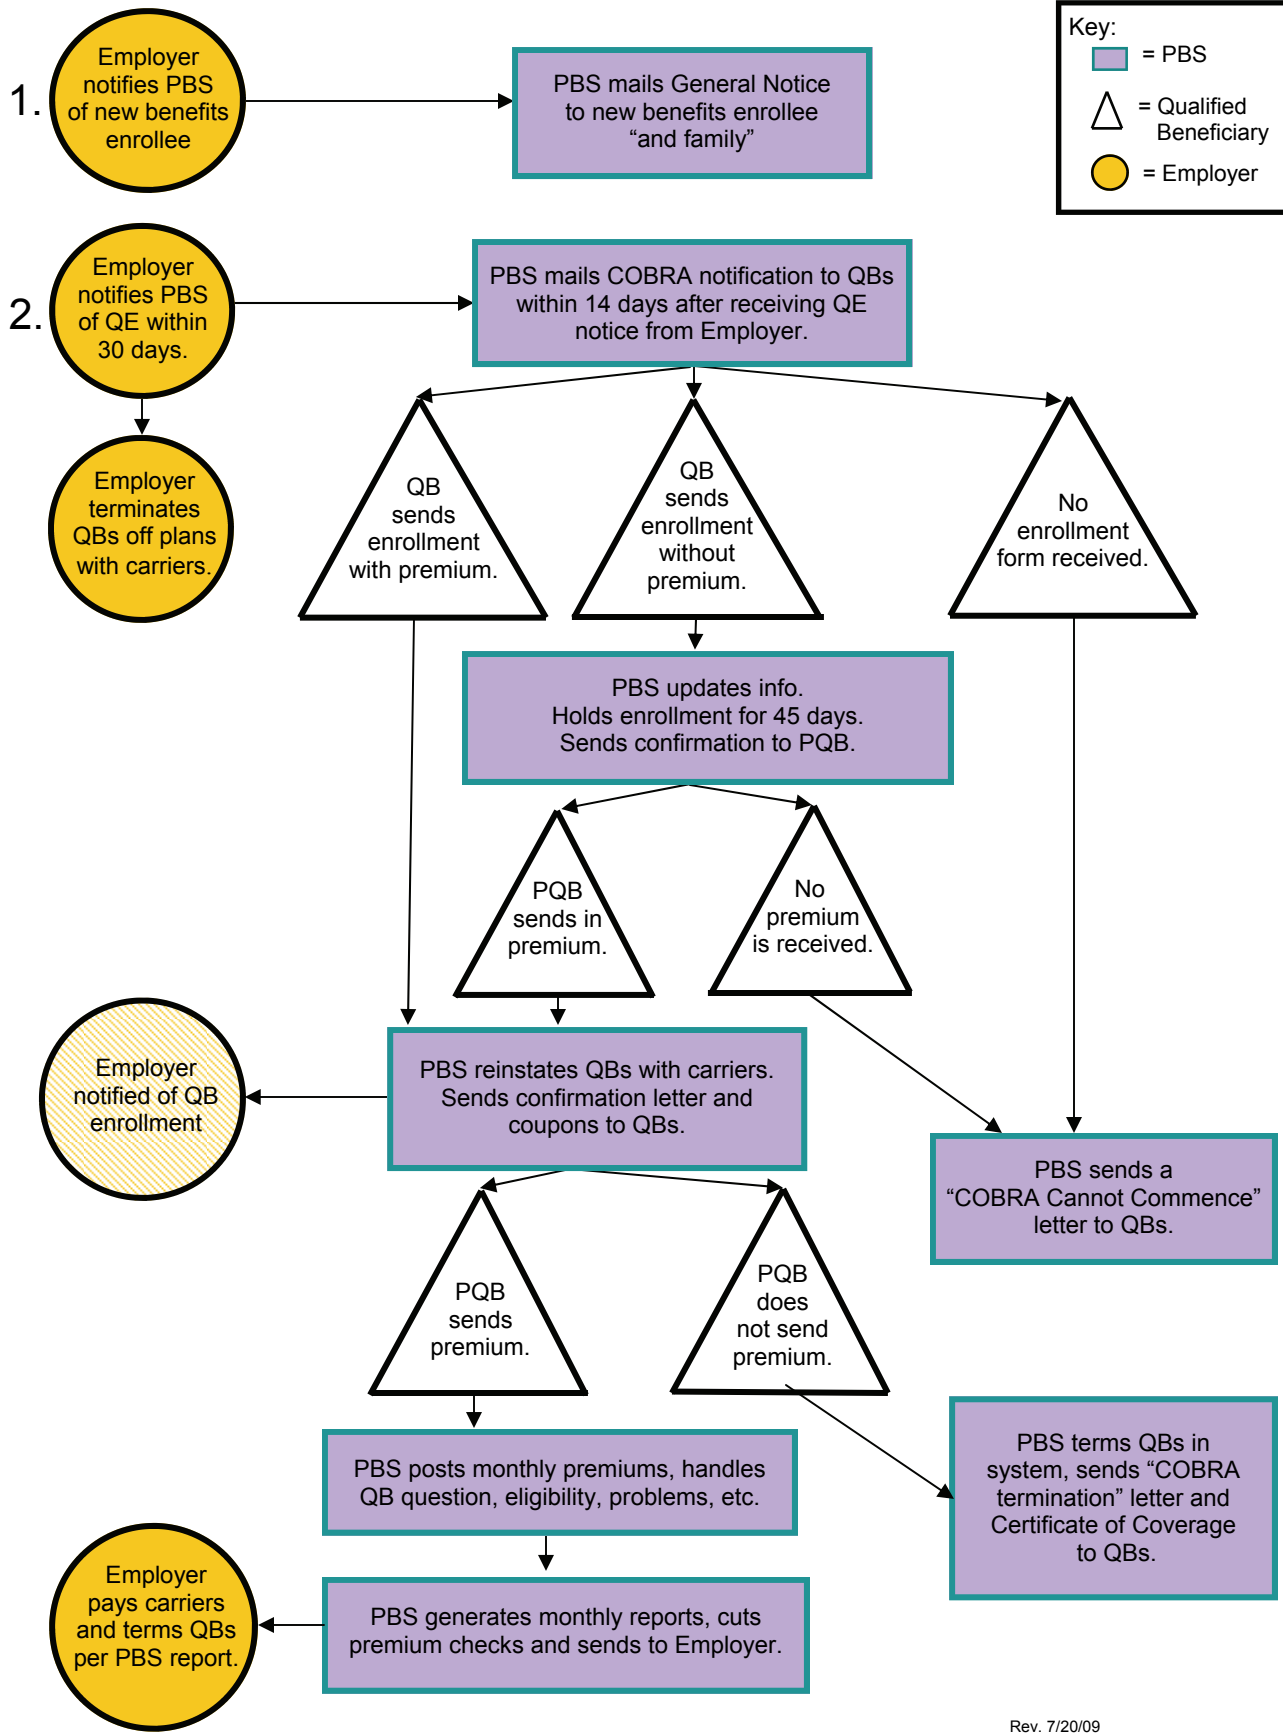 1.
Employer
notifies PBS
of new benefits
enrollee
PBS mails General Notice
to new benefits enrollee
“and family”
Key:
= PBS
= Qualified
Beneficiary
= Employer
2.
Employer
notifies PBS
of QE within
30 days.
PBS mails COBRA notification to QBs
within 14 days after receiving QE
notice from Employer.
Employer
terminates
QBs off plans
with carriers.
QB
sends
enrollment
with premium.
QB
sends
enrollment
without
premium.
No
enrollment
form received.
PBS updates info.
Holds enrollment for 45 days.
Sends confirmation to PQB.
PQB
sends in
premium.
No
premium
is received.
Employer
notified of QB
enrollment
PBS reinstates QBs with carriers.
Sends confirmation letter and
coupons to QBs.
PBS sends a
“COBRA Cannot Commence”
letter to QBs.
PQB
sends
premium.
PQB
does
not send
premium.
PBS posts monthly premiums, handles
QB question, eligibility, problems, etc.
PBS terms QBs in
system, sends “COBRA
termination” letter and
Certificate of Coverage
to QBs.
Employer
pays carriers
and terms QBs
per PBS report.
PBS generates monthly reports, cuts
premium checks and sends to Employer.
Rev. 7/20/09